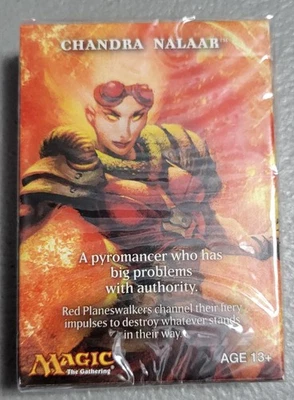 CHANDRA NALAAR™
A pyromancer who has
big problems
with authority.
Red Planeswalkers channel their fiery
impulses to destroy whatever stands
in their way.
MAGIC
The Gathering
AGE 13+